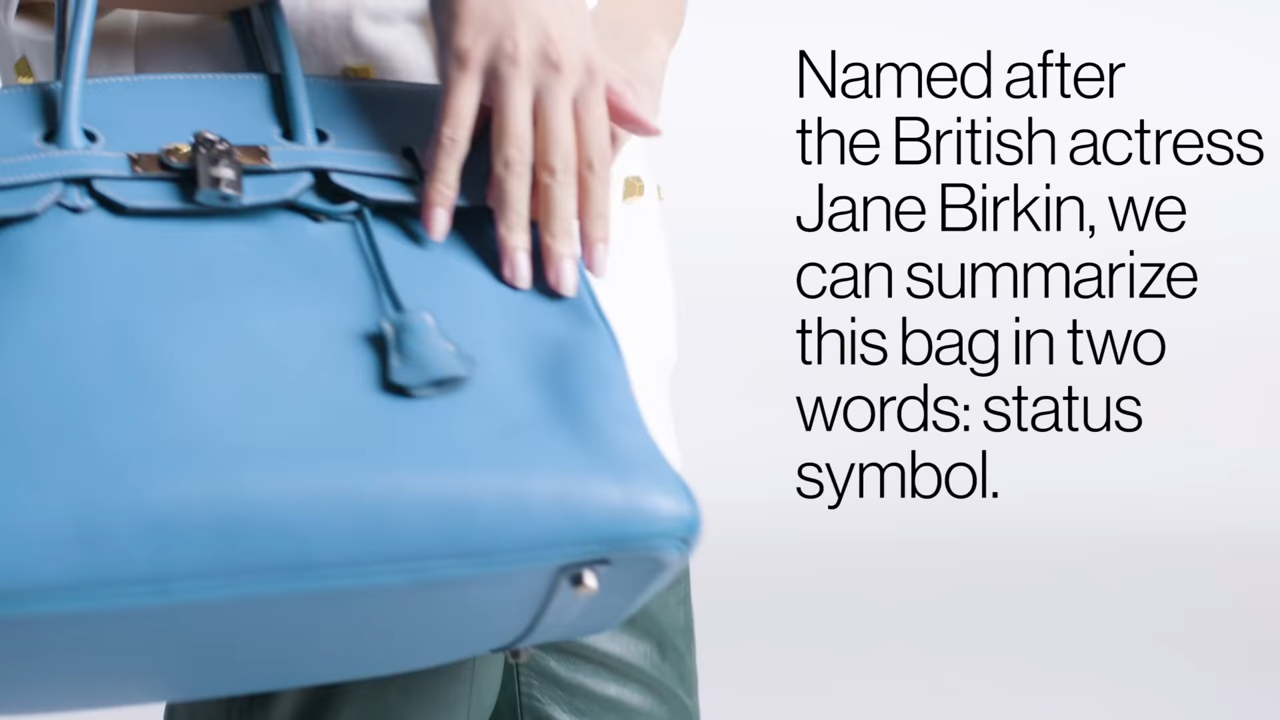 Named after
the British actress
Jane Birkin, we
can summarize
this bag in two
words: status
symbol.